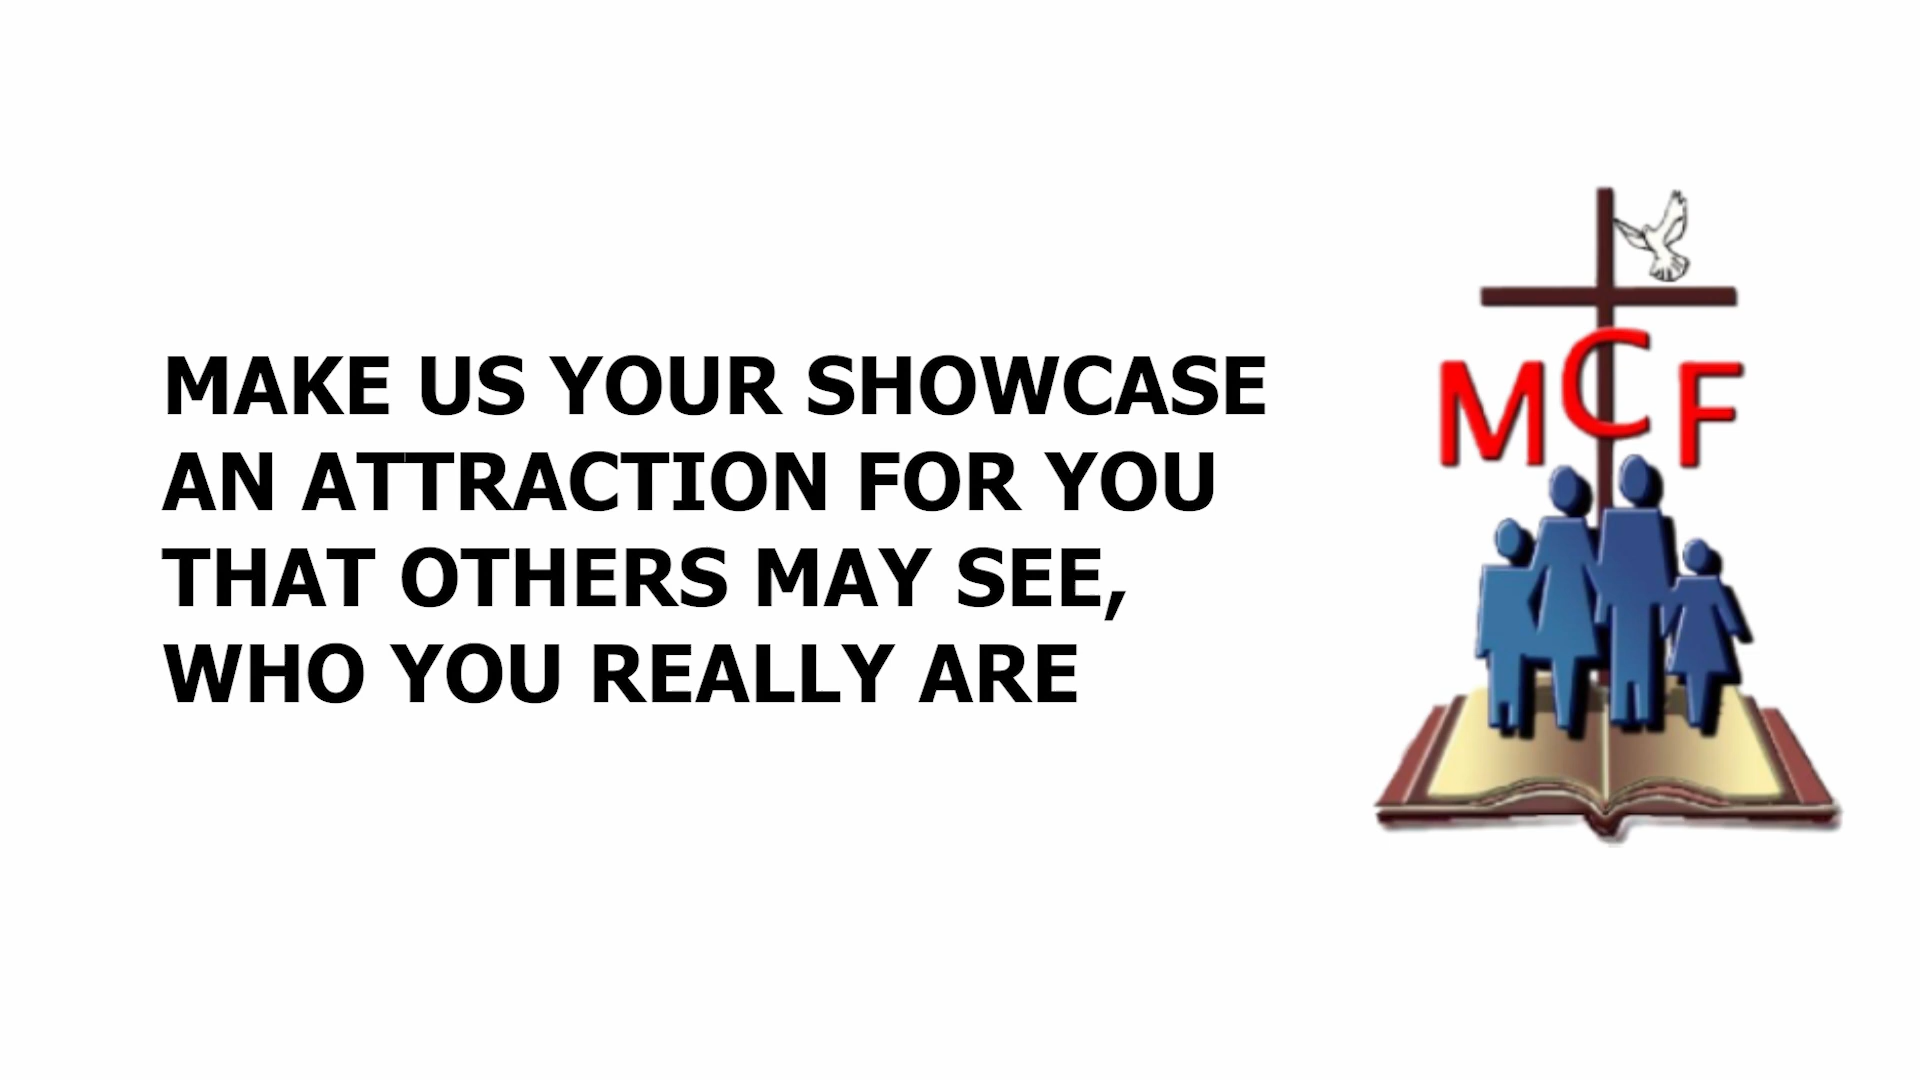 MAKE US YOUR SHOWCASE
AN ATTRACTION FOR YOU
THAT OTHERS MAY SEE,
WHO YOU REALLY ARE
MCF